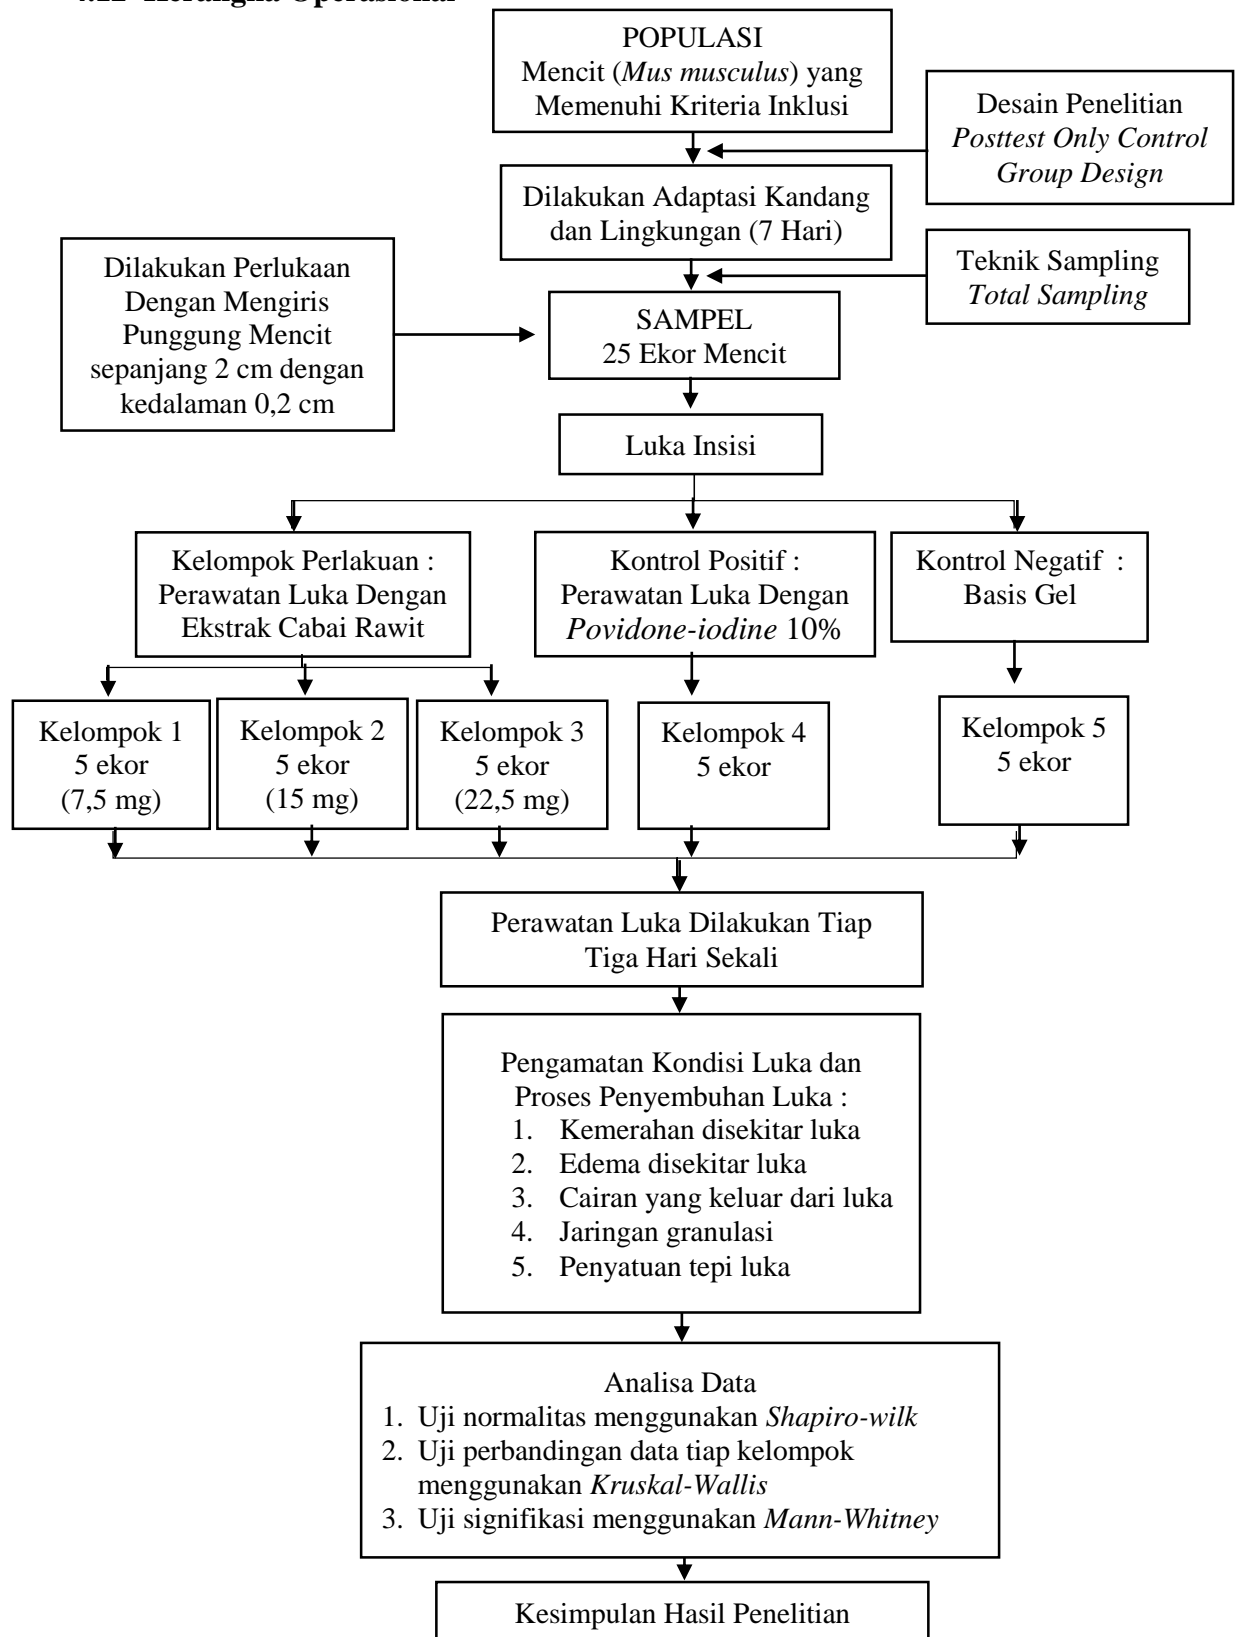 Kerangka Operasional
POPULASI
Mencit (Mus musculus) yang
Memenuhi Kriteria Inklusi
Desain Penelitian
Posttest Only Control
Group Design
Dilakukan Adaptasi Kandang
dan Lingkungan (7 Hari)
Teknik Sampling
Total Sampling
Dilakukan Perlukaan
Dengan Mengiris
Punggung Mencit
sepanjang 2 cm dengan
kedalaman 0,2 cm
SAMPEL
25 Ekor Mencit
Luka Insisi
Kelompok Perlakuan :
Perawatan Luka Dengan
Ekstrak Cabai Rawit
Kontrol Positif :
Perawatan Luka Dengan
Povidone-iodine 10%
Kontrol Negatif :
Basis Gel
Kelompok 1
5 ekor
(7,5 mg)
Kelompok 2
5 ekor
(15 mg)
Kelompok 3
5 ekor
(22,5 mg)
Kelompok 4
5 ekor
Kelompok 5
5 ekor
Perawatan Luka Dilakukan Tiap
Tiga Hari Sekali
Pengamatan Kondisi Luka dan
Proses Penyembuhan Luka :
1. Kemerahan disekitar luka
2. Edema disekitar luka
3. Cairan yang keluar dari luka
4. Jaringan granulasi
5. Penyatuan tepi luka
Analisa Data
1. Uji normalitas menggunakan Shapiro-wilk
2. Uji perbandingan data tiap kelompok
menggunakan Kruskal-Wallis
3. Uji signifikasi menggunakan Mann-Whitney
Kesimpulan Hasil Penelitian